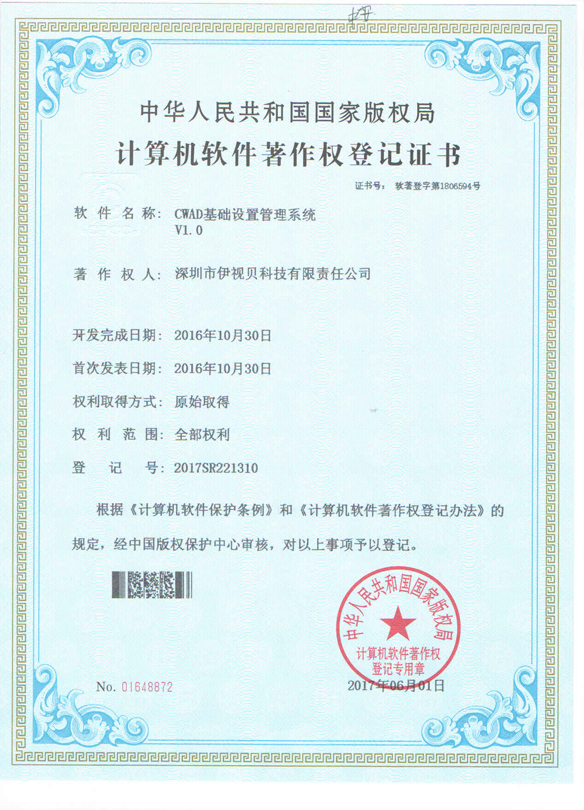 中华人民共和国国家版权局
计算机软件著作权登记证书
证书号： 软著登字第1806594号
软件名称： CWAD基础设置管理系统
V1.0
著作权人： 深圳市伊视贝科技有限责任公司
开发完成日期： 2016年10月30日
首次发表日期： 2016年10月30日
权利取得方式： 原始取得
权利范围： 全部权利
登记号： 2017SR221310
根据《计算机软件保护条例》和《计算机软件著作权登记办法》的
规定，经中国版权保护中心审核，对以上事项予以登记。
中华人民共和国国家版权局
计算机软件著作权
登记专用章
No. 01648872
2017年06月01日